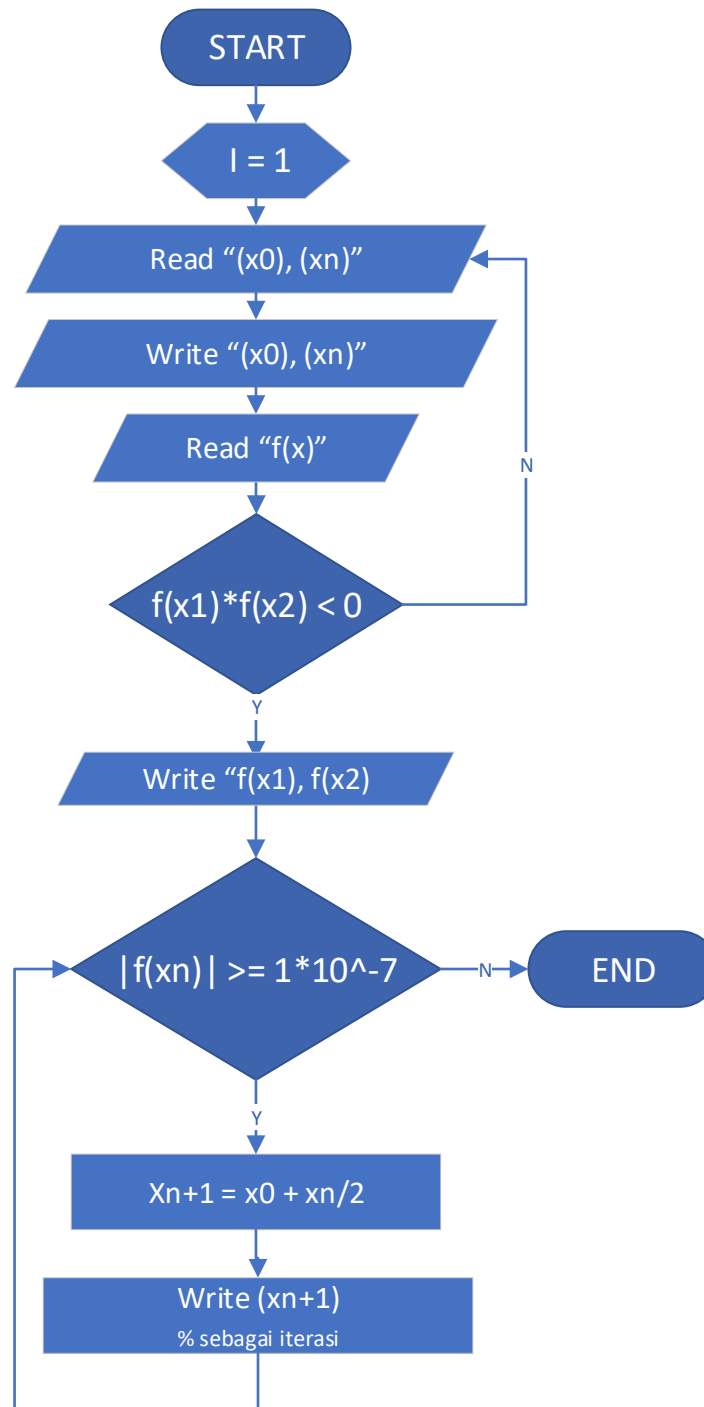 START
I = 1
Read “(x0), (xn)”
Write “(x0), (xn)”
Read “f(x)”
N
f(x1)*f(x2) < 0
Y
Write “f(x1), f(x2)
|f(xn)| >= 1*10^-7
N
END
Y
Xn+1 = x0 + xn/2
Write (xn+1)
% sebagai iterasi